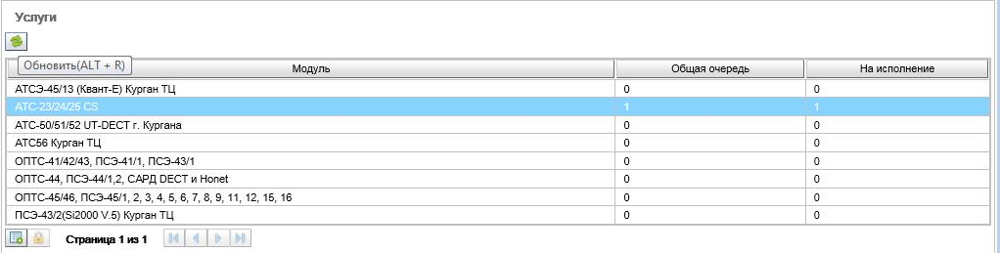 Услуги
Обновить(ALT + R)
Модуль Общая очередь На исполнение
АТСЭ-45/13 (Квант-Е) Курган ТЦ 0 0
АТС-23/24/25 CS 1 1
АТС-50/51/52 UT-DECT г. Кургана 0 0
АТС56 Курган ТЦ 0 0
ОПТС-41/42/43, ПСЭ-41/1, ПСЭ-43/1 0 0
ОПТС-44, ПСЭ-44/1,2, САРД DECT и Honet 0 0
ОПТС-45/46, ПСЭ-45/1, 2, 3, 4, 5, 6, 7, 8, 9, 11, 12, 15, 16 0 0
ПСЭ-43/2(Si2000 V.5) Курган ТЦ 0 0
Страница 1 из 1